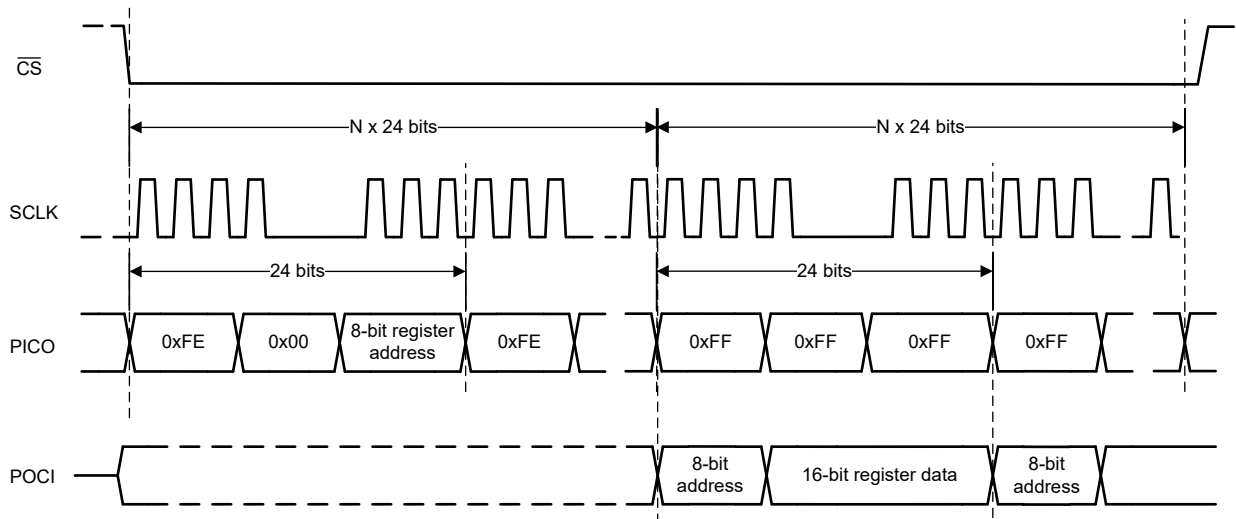 CS
N x 24 bits N x 24 bits
SCLK
24 bits 24 bits
PICO 0xFE 0x00 8-bit register address 0xFE 0xFF 0xFF 0xFF 0xFF
POCI 8-bit address 16-bit register data 8-bit address